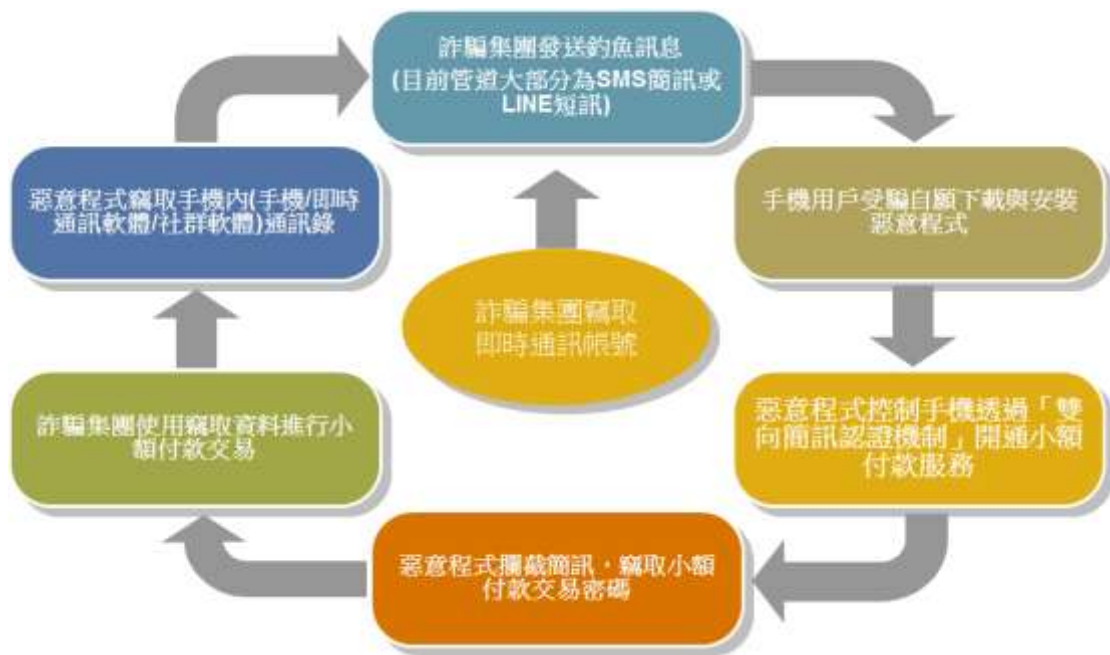 詐騙集團發送釣魚訊息
(目前管道大部分為SMS簡訊或
LINE短訊)
手機用戶受騙自願下載與安裝
惡意程式
惡意程式控制手機透過「雙
向簡訊認證機制」開通小額
付款服務
惡意程式攔截簡訊，竊取小額
付款交易密碼
詐騙集團使用竊取資料進行小
額付款交易
惡意程式竊取手機內(手機/即時
通訊軟體/社群軟體)通訊錄
詐騙集團竊取
即時通訊帳號